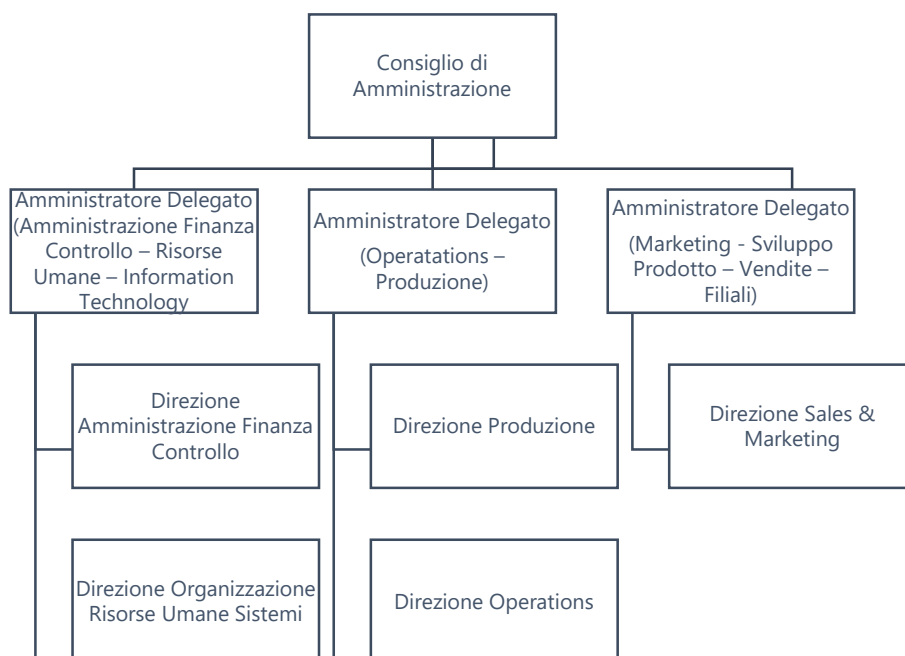 Consiglio di
Amministrazione
Amministratore Delegato
(Amministrazione Finanza
Controllo – Risorse
Umane – Information
Technology
Amministratore Delegato
(Operatations –
Produzione)
Amministratore Delegato
(Marketing - Sviluppo
Prodotto – Vendite –
Filiali)
Direzione
Amministrazione Finanza
Controllo
Direzione Produzione
Direzione Sales &
Marketing
Direzione Organizzazione
Risorse Umane Sistemi
Direzione Operations